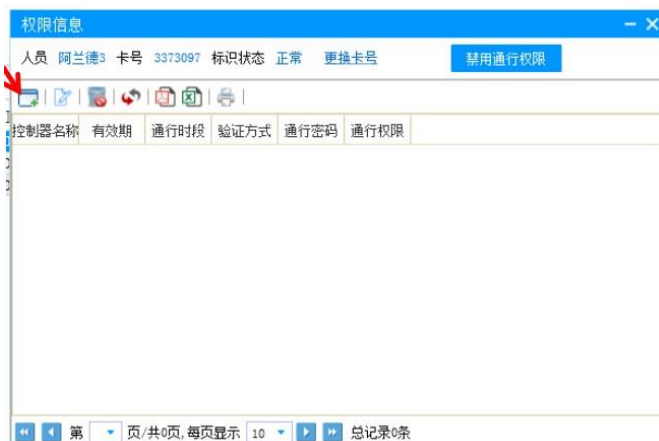 权限信息
人员 阿兰德3 卡号 3373097 标识状态 正常 更换卡号 禁用通行权限
控制器名称 有效期 通行时段 验证方式 通行密码 通行权限
第 页/共0页,每页显示 10 总记录0条